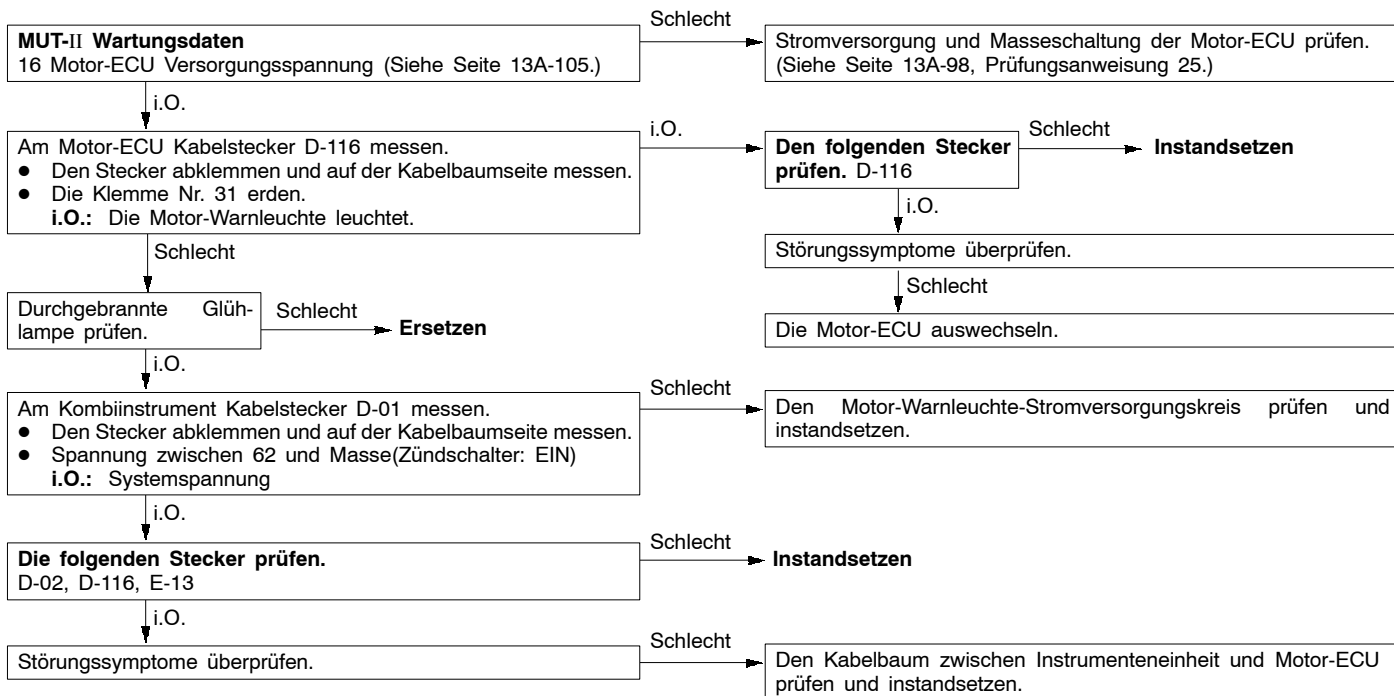 Schlecht
MUT-II Wartungsdaten
16 Motor-ECU Versorgungsspannung (Siehe Seite 13A-105.)
Stromversorgung und Masseschaltung der Motor-ECU prüfen.
(Siehe Seite 13A-98, Prüfungsanweisung 25.)
i.O.
Am Motor-ECU Kabelstecker D-116 messen.
● Den Stecker abklemmen und auf der Kabelbaumseite messen.
● Die Klemme Nr. 31 erden.
i.O.: Die Motor-Warnleuchte leuchtet.
i.O.
Den folgenden Stecker
prüfen. D-116
Schlecht
Instandsetzen
i.O.
Störungssymptome überprüfen.
Schlecht
Die Motor-ECU auswechseln.
Schlecht
Durchgebrannte Glüh-
lampe prüfen.
Schlecht
Ersetzen
i.O.
Am Kombiinstrument Kabelstecker D-01 messen.
● Den Stecker abklemmen und auf der Kabelbaumseite messen.
● Spannung zwischen 62 und Masse(Zündschalter: EIN)
i.O.: Systemspannung
Schlecht
Den Motor-Warnleuchte-Stromversorgungskreis prüfen und
instandsetzen.
i.O.
Die folgenden Stecker prüfen.
D-02, D-116, E-13
Schlecht
Instandsetzen
i.O.
Störungssymptome überprüfen.
Schlecht
Den Kabelbaum zwischen Instrumenteneinheit und Motor-ECU
prüfen und instandsetzen.